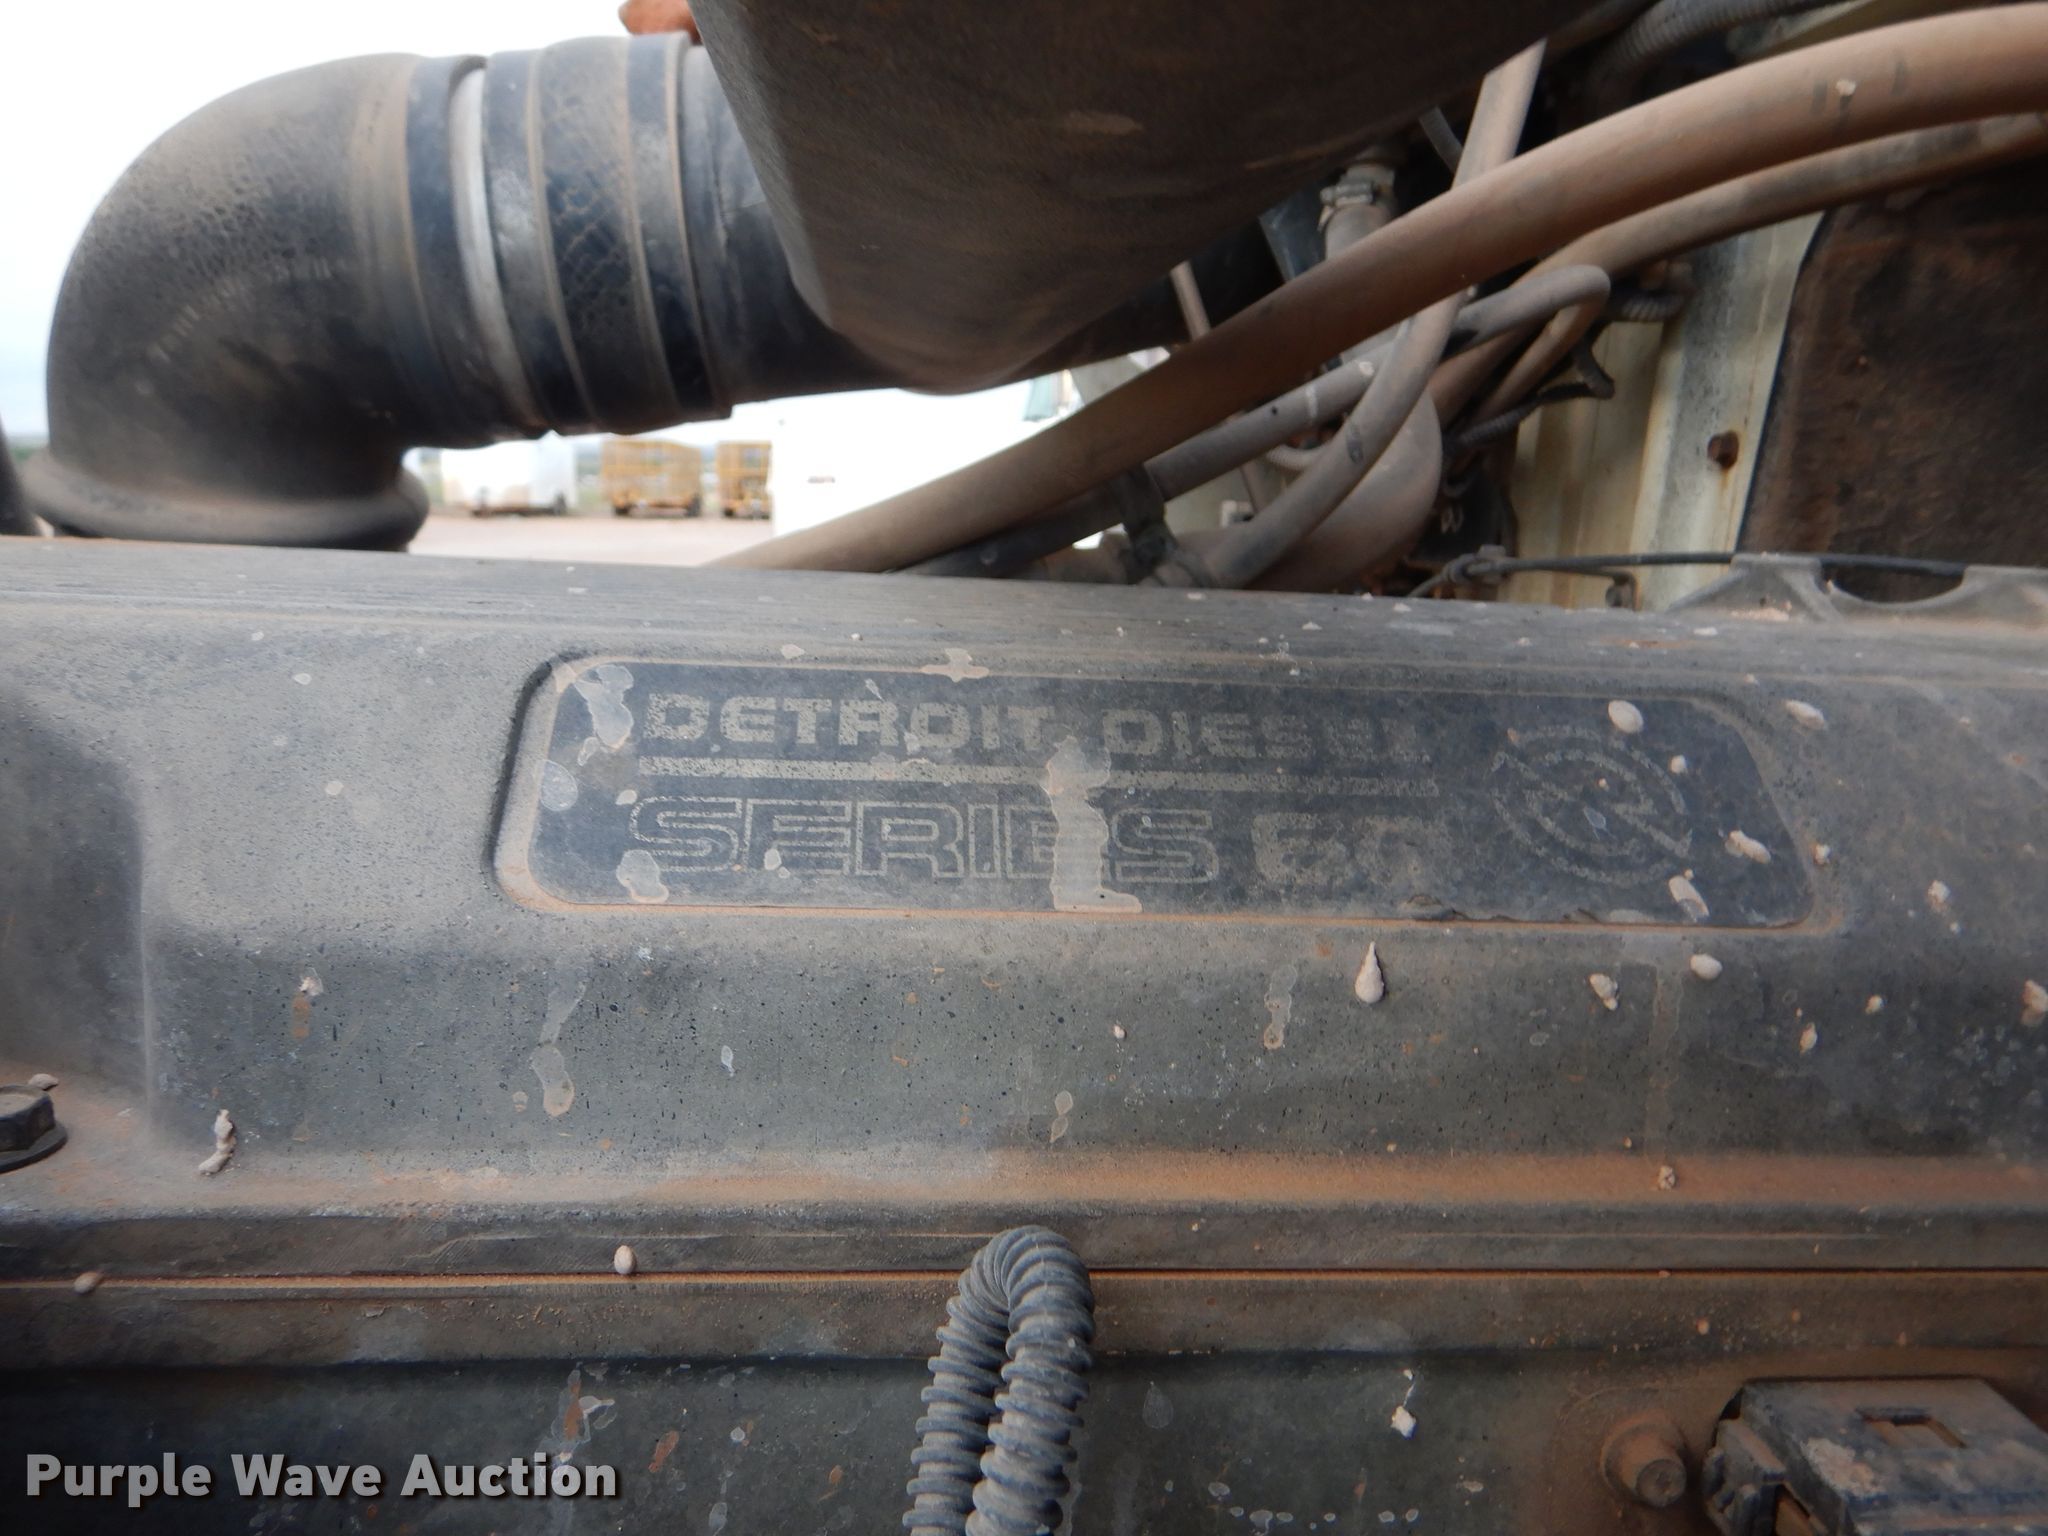 DETROIT DIESEL
SERIES 60
Purple Wave Auction